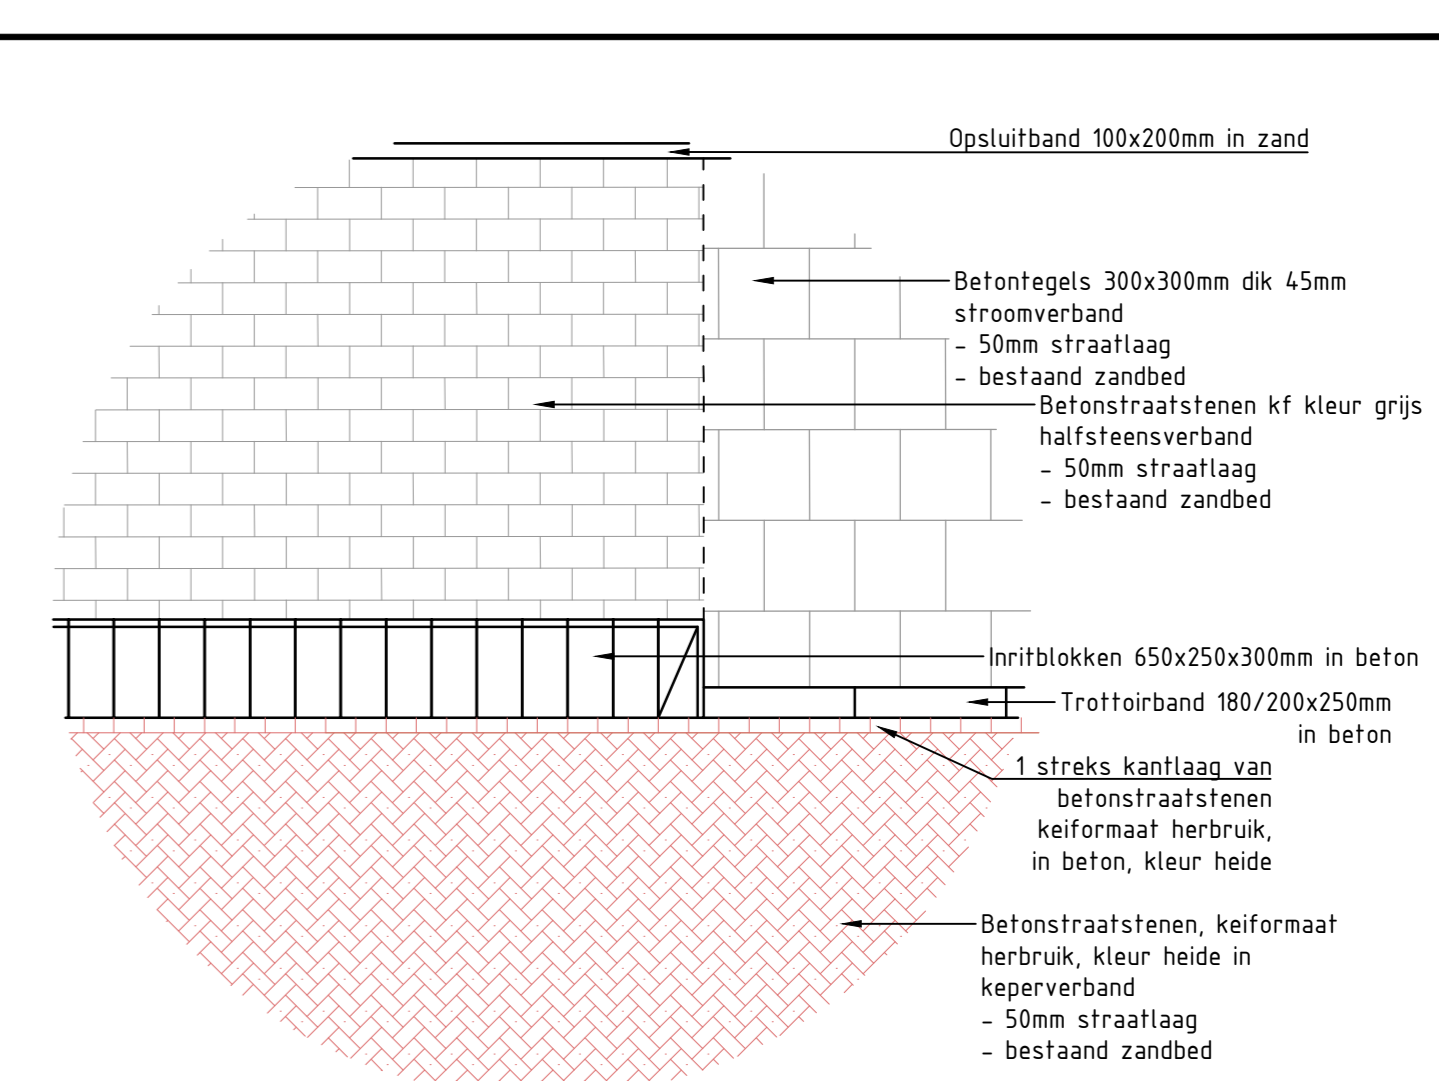 Opsluitband 100x200mm in zand
Betontegels 300x300mm dik 45mm
stroomverband
- 50mm straatlaag
- bestaand zandbed
Betonstraatstenen kf kleur grijs
halfsteensverband
- 50mm straatlaag
- bestaand zandbed
Inritblokken 650x250x300mm in beton
Trottoirband 180/200x250mm
in beton
1 streks kantlaag van
betonstraatstenen
keiformaat herbruik,
in beton, kleur heide
Betonstraatstenen, keiformaat
herbruik, kleur heide in
keperverband
- 50mm straatlaag
- bestaand zandbed